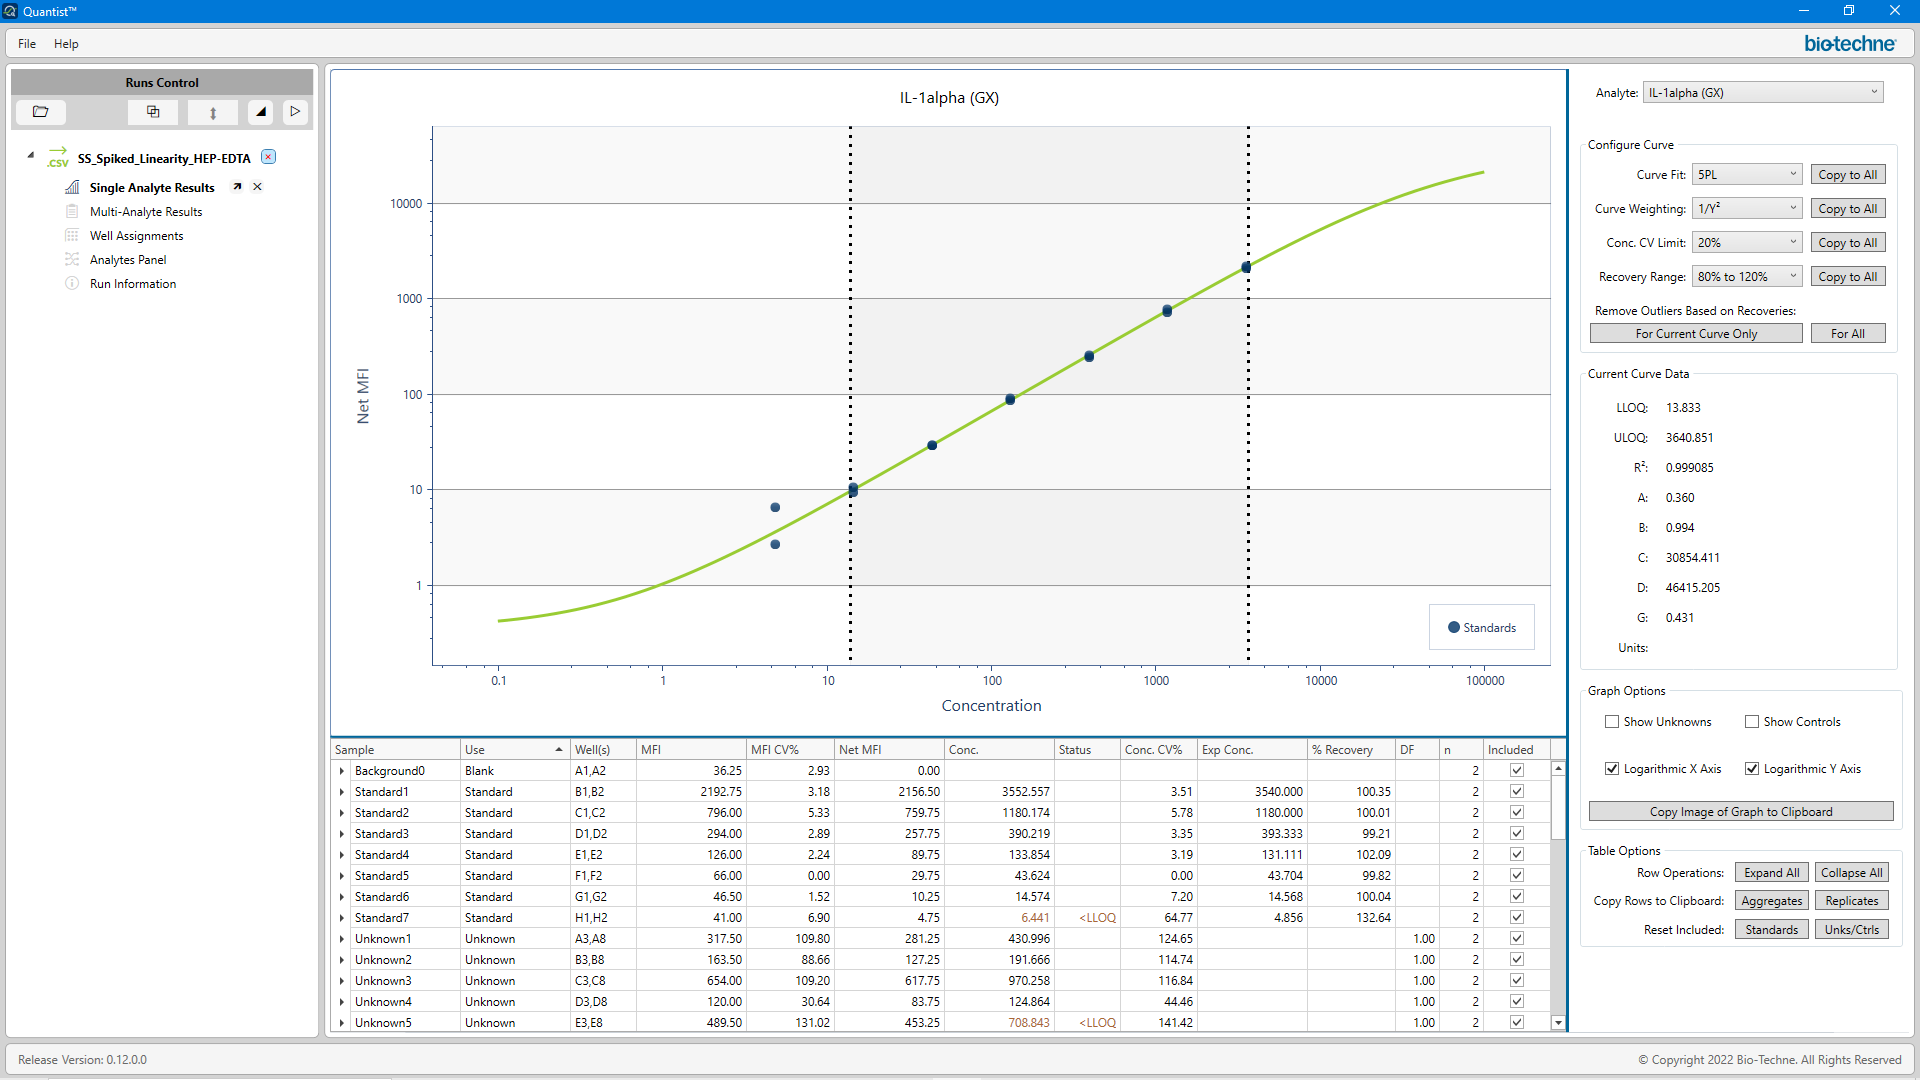 Quantist™
File Help
bio-techne
Runs Control
.CSV SS_Spiked_Linearity_HEP-EDTA
Single Analyte Results
Multi-Analyte Results
Well Assignments
Analytes Panel
Run Information
IL-1alpha (GX)
Net MFI
10000
1000
100
10
1
Standards
0.1 1 10 100 1000 10000 100000
Concentration
Sample Use Well(s) MFI MFI CV% Net MFI Conc. Status Conc. CV% Exp Conc. % Recovery DF n Included
Background0 Blank A1,A2 36.25 2.93 0.00 2
Standard1 Standard B1,B2 2192.75 3.18 2156.50 3552.557 3.51 3540.000 100.35 2
Standard2 Standard C1,C2 796.00 5.33 759.75 1180.174 5.78 1180.000 100.01 2
Standard3 Standard D1,D2 294.00 2.89 257.75 390.219 3.35 393.333 99.21 2
Standard4 Standard E1,E2 126.00 2.24 89.75 133.854 3.19 131.111 102.09 2
Standard5 Standard F1,F2 66.00 0.00 29.75 43.624 0.00 43.704 99.82 2
Standard6 Standard G1,G2 46.50 1.52 10.25 14.574 7.20 14.568 100.04 2
Standard7 Standard H1,H2 41.00 6.90 4.75 6.441 <LLOQ 64.77 4.856 132.64 2
Unknown1 Unknown A3,A8 317.50 109.80 281.25 430.996 124.65 1.00 2
Unknown2 Unknown B3,B8 163.50 88.66 127.25 191.666 114.74 1.00 2
Unknown3 Unknown C3,C8 654.00 109.20 617.75 970.258 116.84 1.00 2
Unknown4 Unknown D3,D8 120.00 30.64 83.75 124.864 44.46 1.00 2
Unknown5 Unknown E3,E8 489.50 131.02 453.25 708.843 <LLOQ 141.42 1.00 2
Analyte: IL-1alpha (GX)
Configure Curve
Curve Fit: 5PL Copy to All
Curve Weighting: 1/Y² Copy to All
Conc. CV Limit: 20% Copy to All
Recovery Range: 80% to 120% Copy to All
Remove Outliers Based on Recoveries:
For Current Curve Only For All
Current Curve Data
LLOQ: 13.833
ULOQ: 3640.851
R²: 0.999085
A: 0.360
B: 0.994
C: 30854.411
D: 46415.205
G: 0.431
Units:
Graph Options
Show Unknowns Show Controls
Logarithmic X Axis Logarithmic Y Axis
Copy Image of Graph to Clipboard
Table Options
Row Operations: Expand All Collapse All
Copy Rows to Clipboard: Aggregates Replicates
Reset Included: Standards Unks/Ctrls
Release Version: 0.12.0.0
© Copyright 2022 Bio-Techne. All Rights Reserved